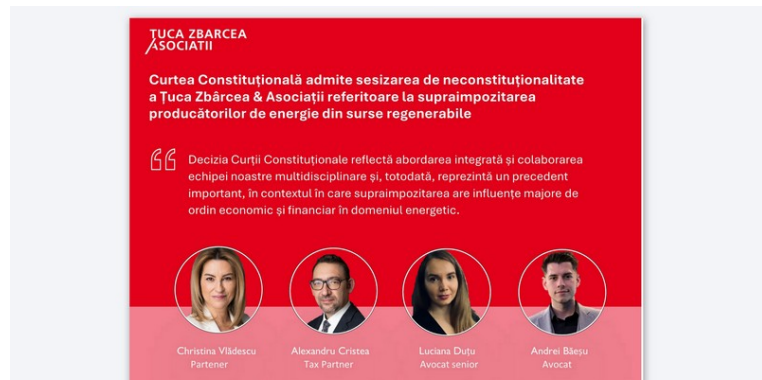 ȚUCA ZBARCEA
ASOCIATII
Curtea Constituțională admite sesizarea de neconstituționalitate
a Țuca Zbârcea & Asociații referitoare la supraimpozitarea
producătorilor de energie din surse regenerabile
Decizia Curții Constituționale reflectă abordarea integrată și colaborarea
echipei noastre multidisciplinare și, totodată, reprezintă un precedent
important, în contextul în care supraimpozitarea are influențe majore de
ordin economic și financiar în domeniul energetic.
Christina Vlădescu
Partener
Alexandru Cristea
Tax Partner
Luciana Duțu
Avocat senior
Andrei Băeșu
Avocat